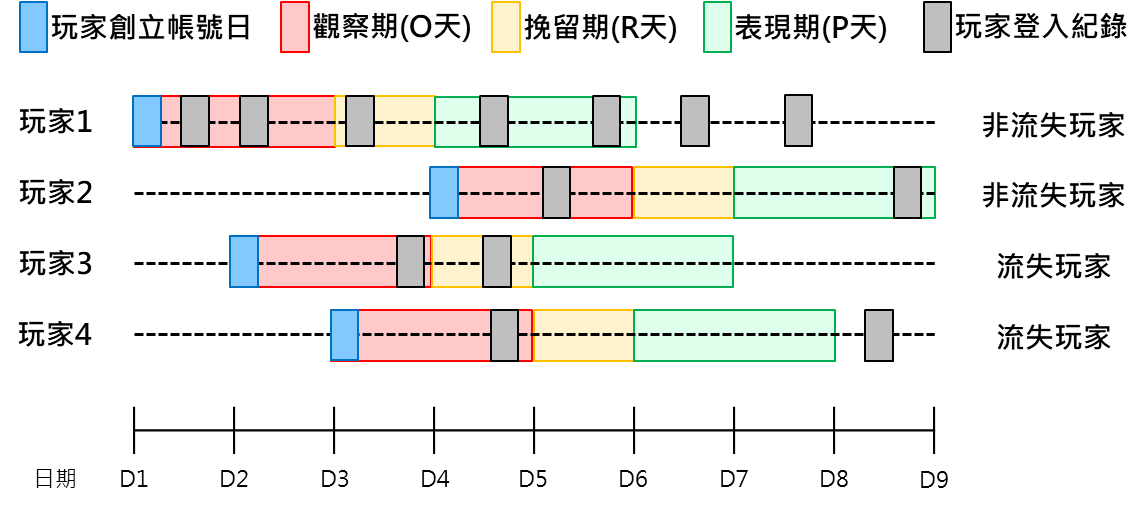 玩家創立帳號日 觀察期(O天) 挽留期(R天) 表現期(P天) 玩家登入紀錄
玩家1 非流失玩家
玩家2 非流失玩家
玩家3 流失玩家
玩家4 流失玩家
日期 D1 D2 D3 D4 D5 D6 D7 D8 D9